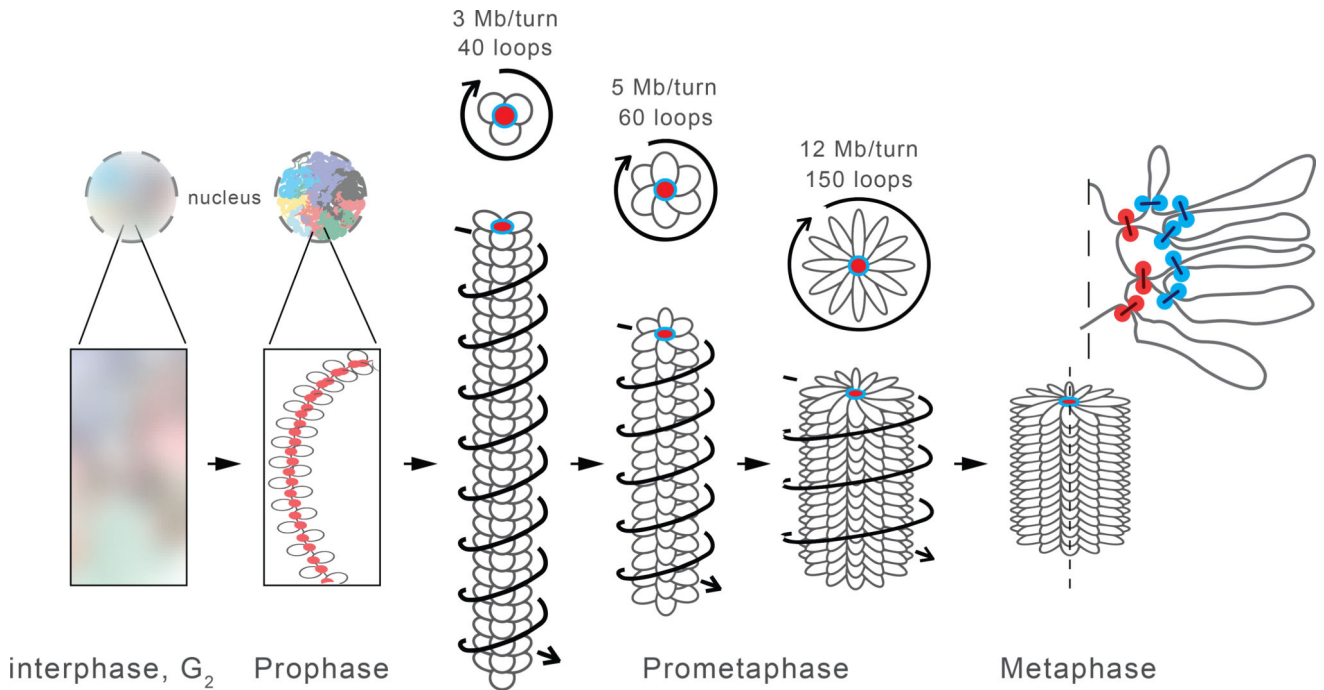 3 Mb/turn
40 loops
5 Mb/turn
60 loops
12 Mb/turn
150 loops
nucleus
interphase, G₂
Prophase
Prometaphase
Metaphase